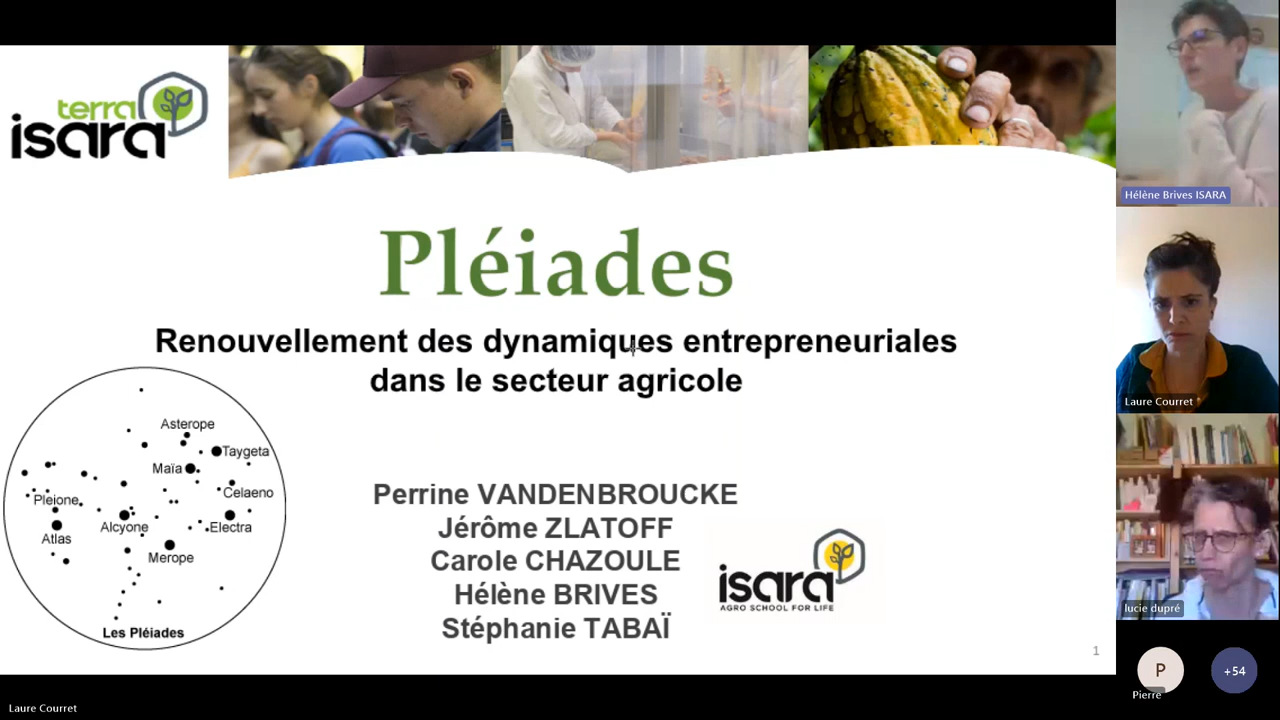 terra
isara
Pléiades
Renouvellement des dynamiques entrepreneuriales
dans le secteur agricole
Asterope
Taygeta
Maïa
Celaeno
Pleione
Alcyone
Electra
Atlas
Merope
Les Pléiades
Perrine VANDENBROUCKE
Jérôme ZLATOFF
Carole CHAZOULE
Hélène BRIVES
Stéphanie TABAÏ
isara
AGRO SCHOOL FOR LIFE
1
Hélène Brives ISARA
Laure Courret
lucie dupré
P
Pierre
+54
Laure Courret